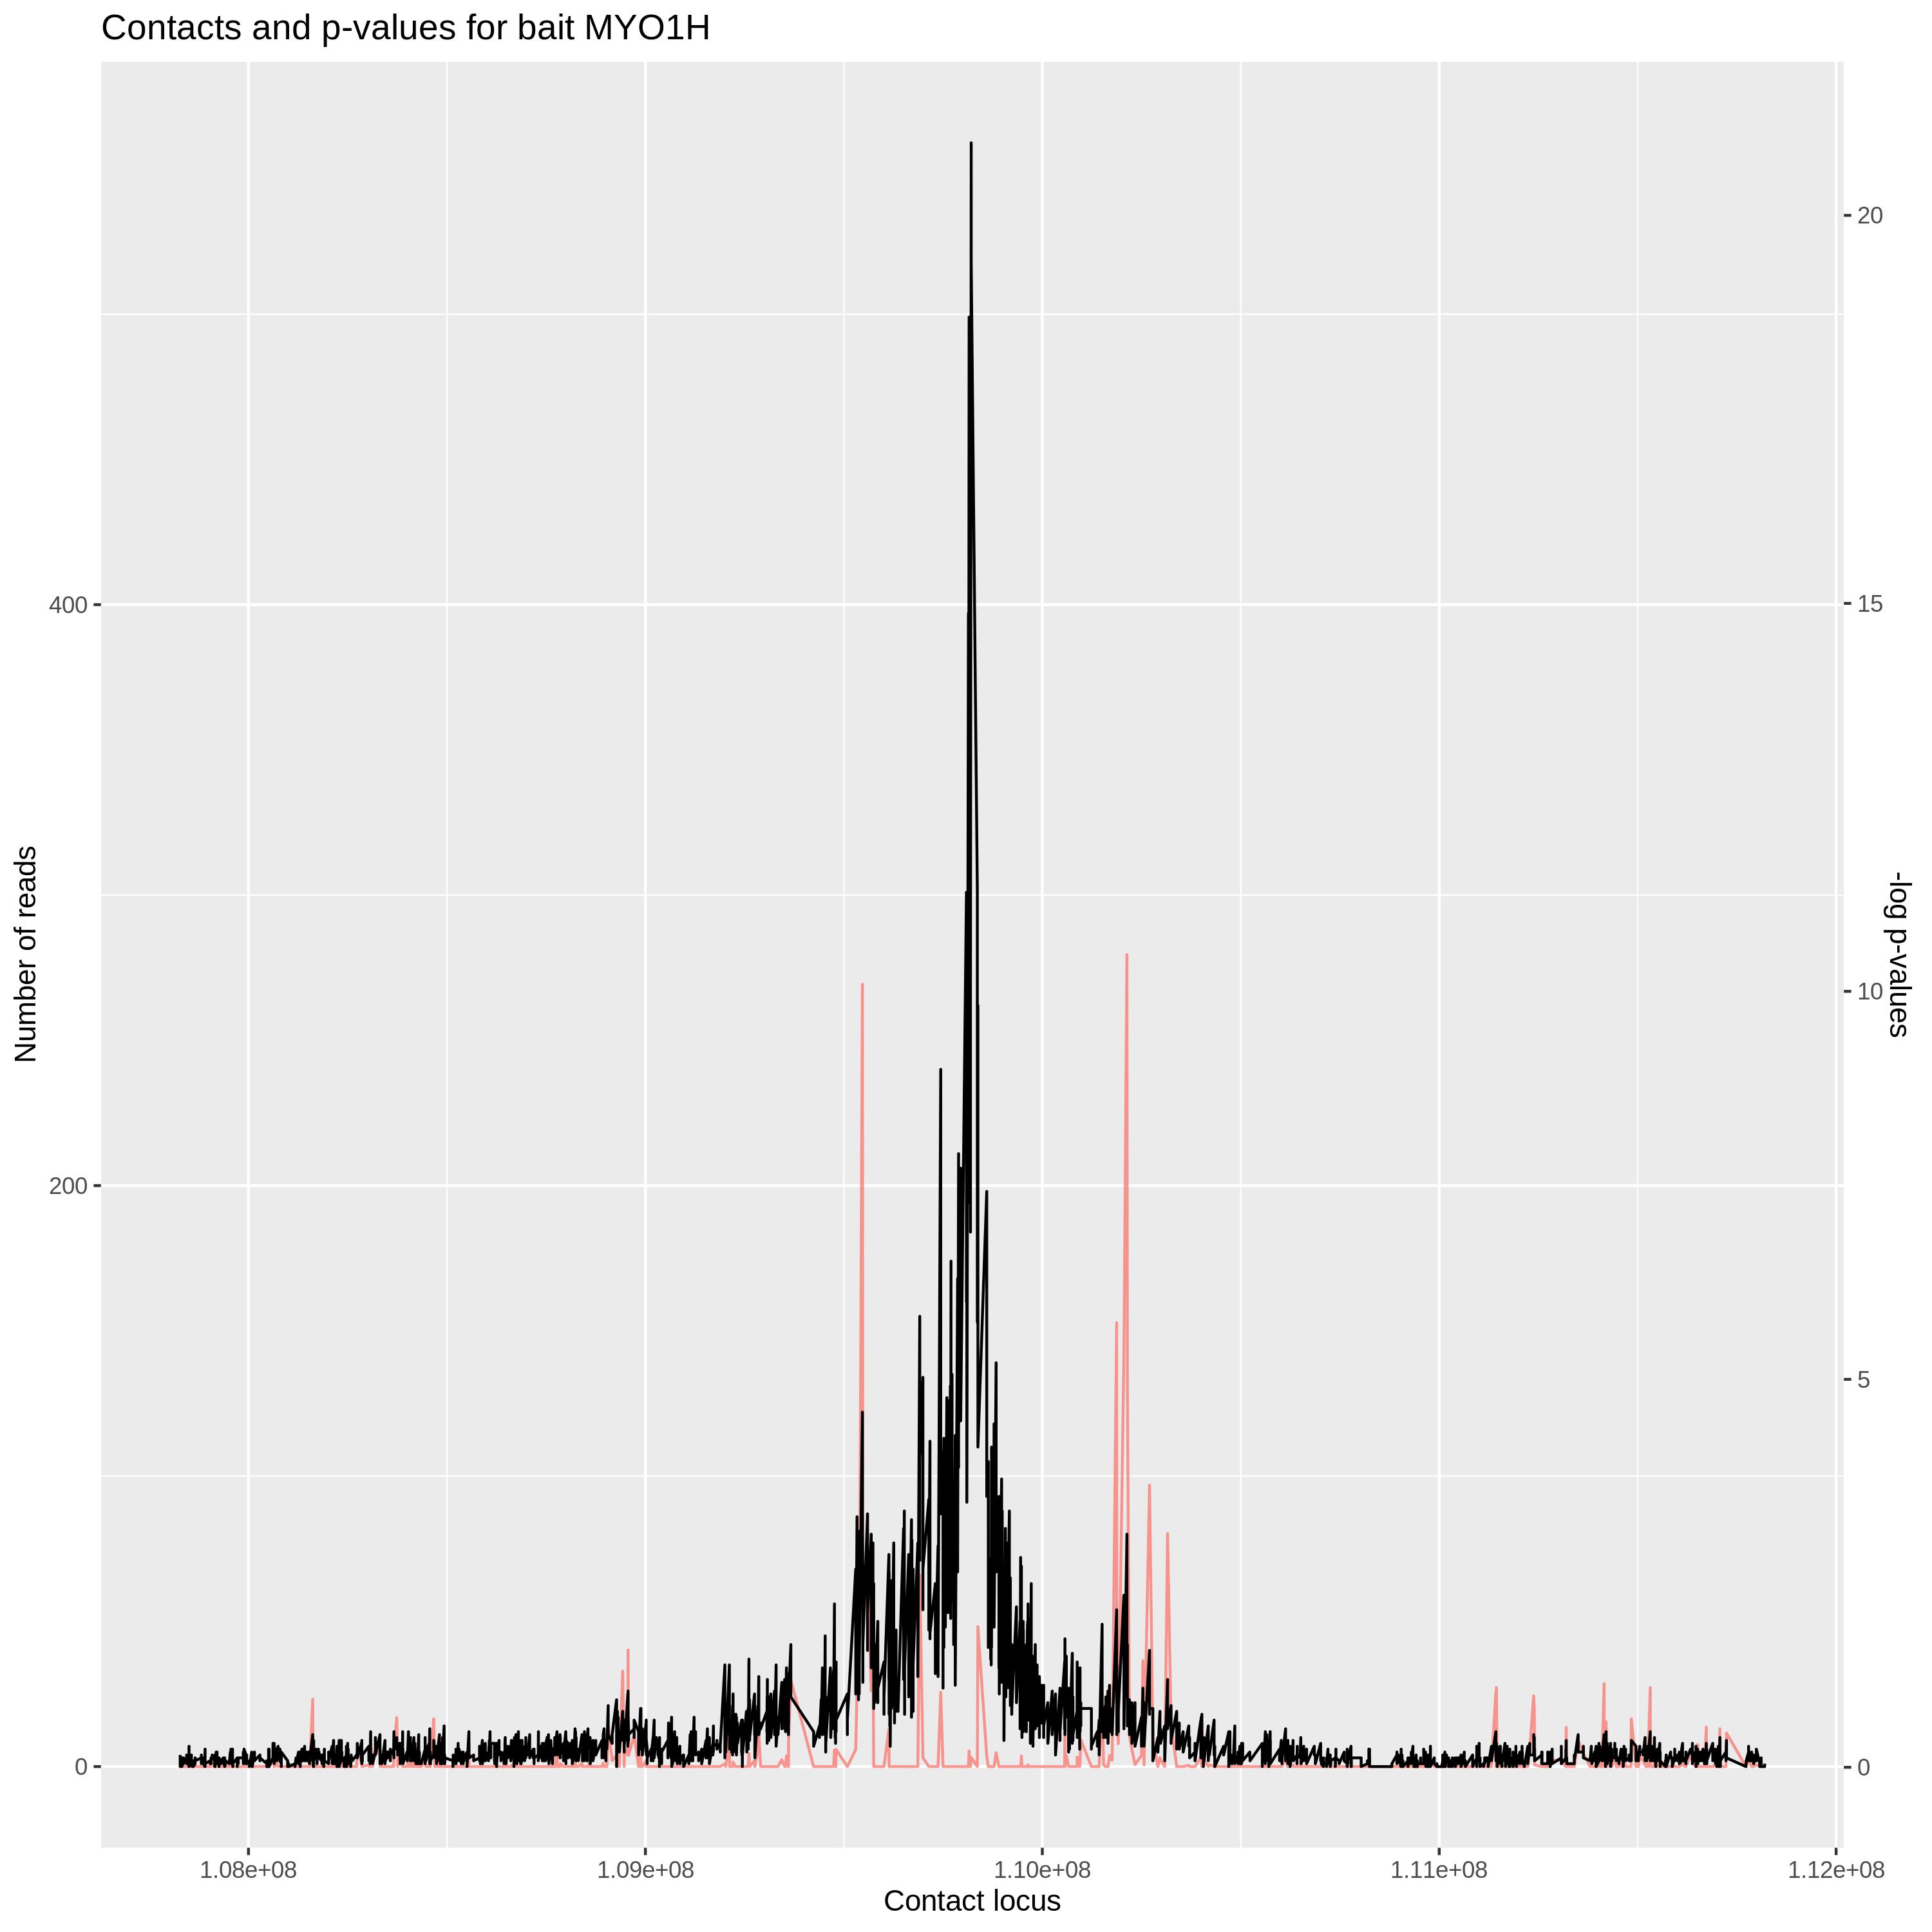 Contacts and p-values for bait MYO1H
Number of reads
400
200
0
20
15
10
5
0
-log p-values
1.08e+08
1.09e+08
1.10e+08
1.11e+08
1.12e+08
Contact locus